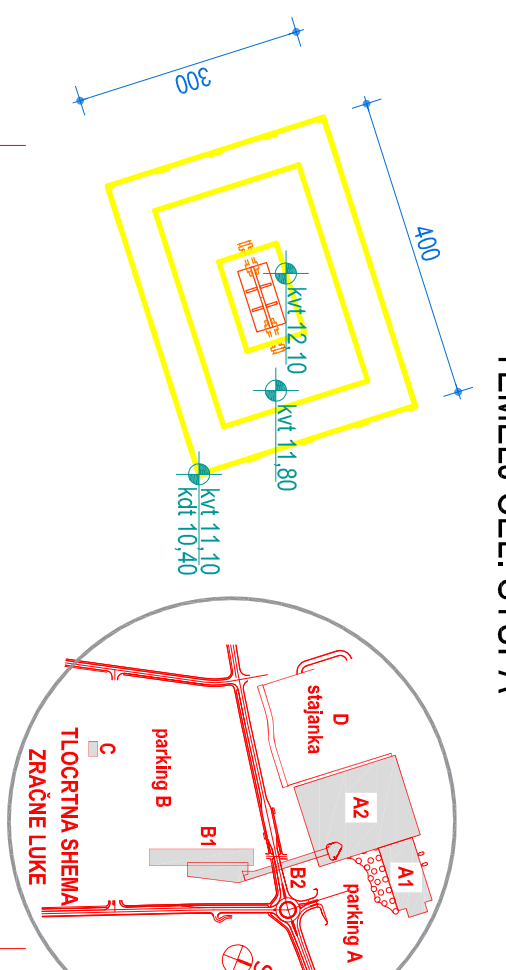 300
400
kvt 12,10
kvt 11,80
kvt 11,10
kdt 10,40
D
stajanka
A2
A1
parking B
B1
B2
parking A
C
TLOCRTNA SHEMA
ZRAČNE LUKE